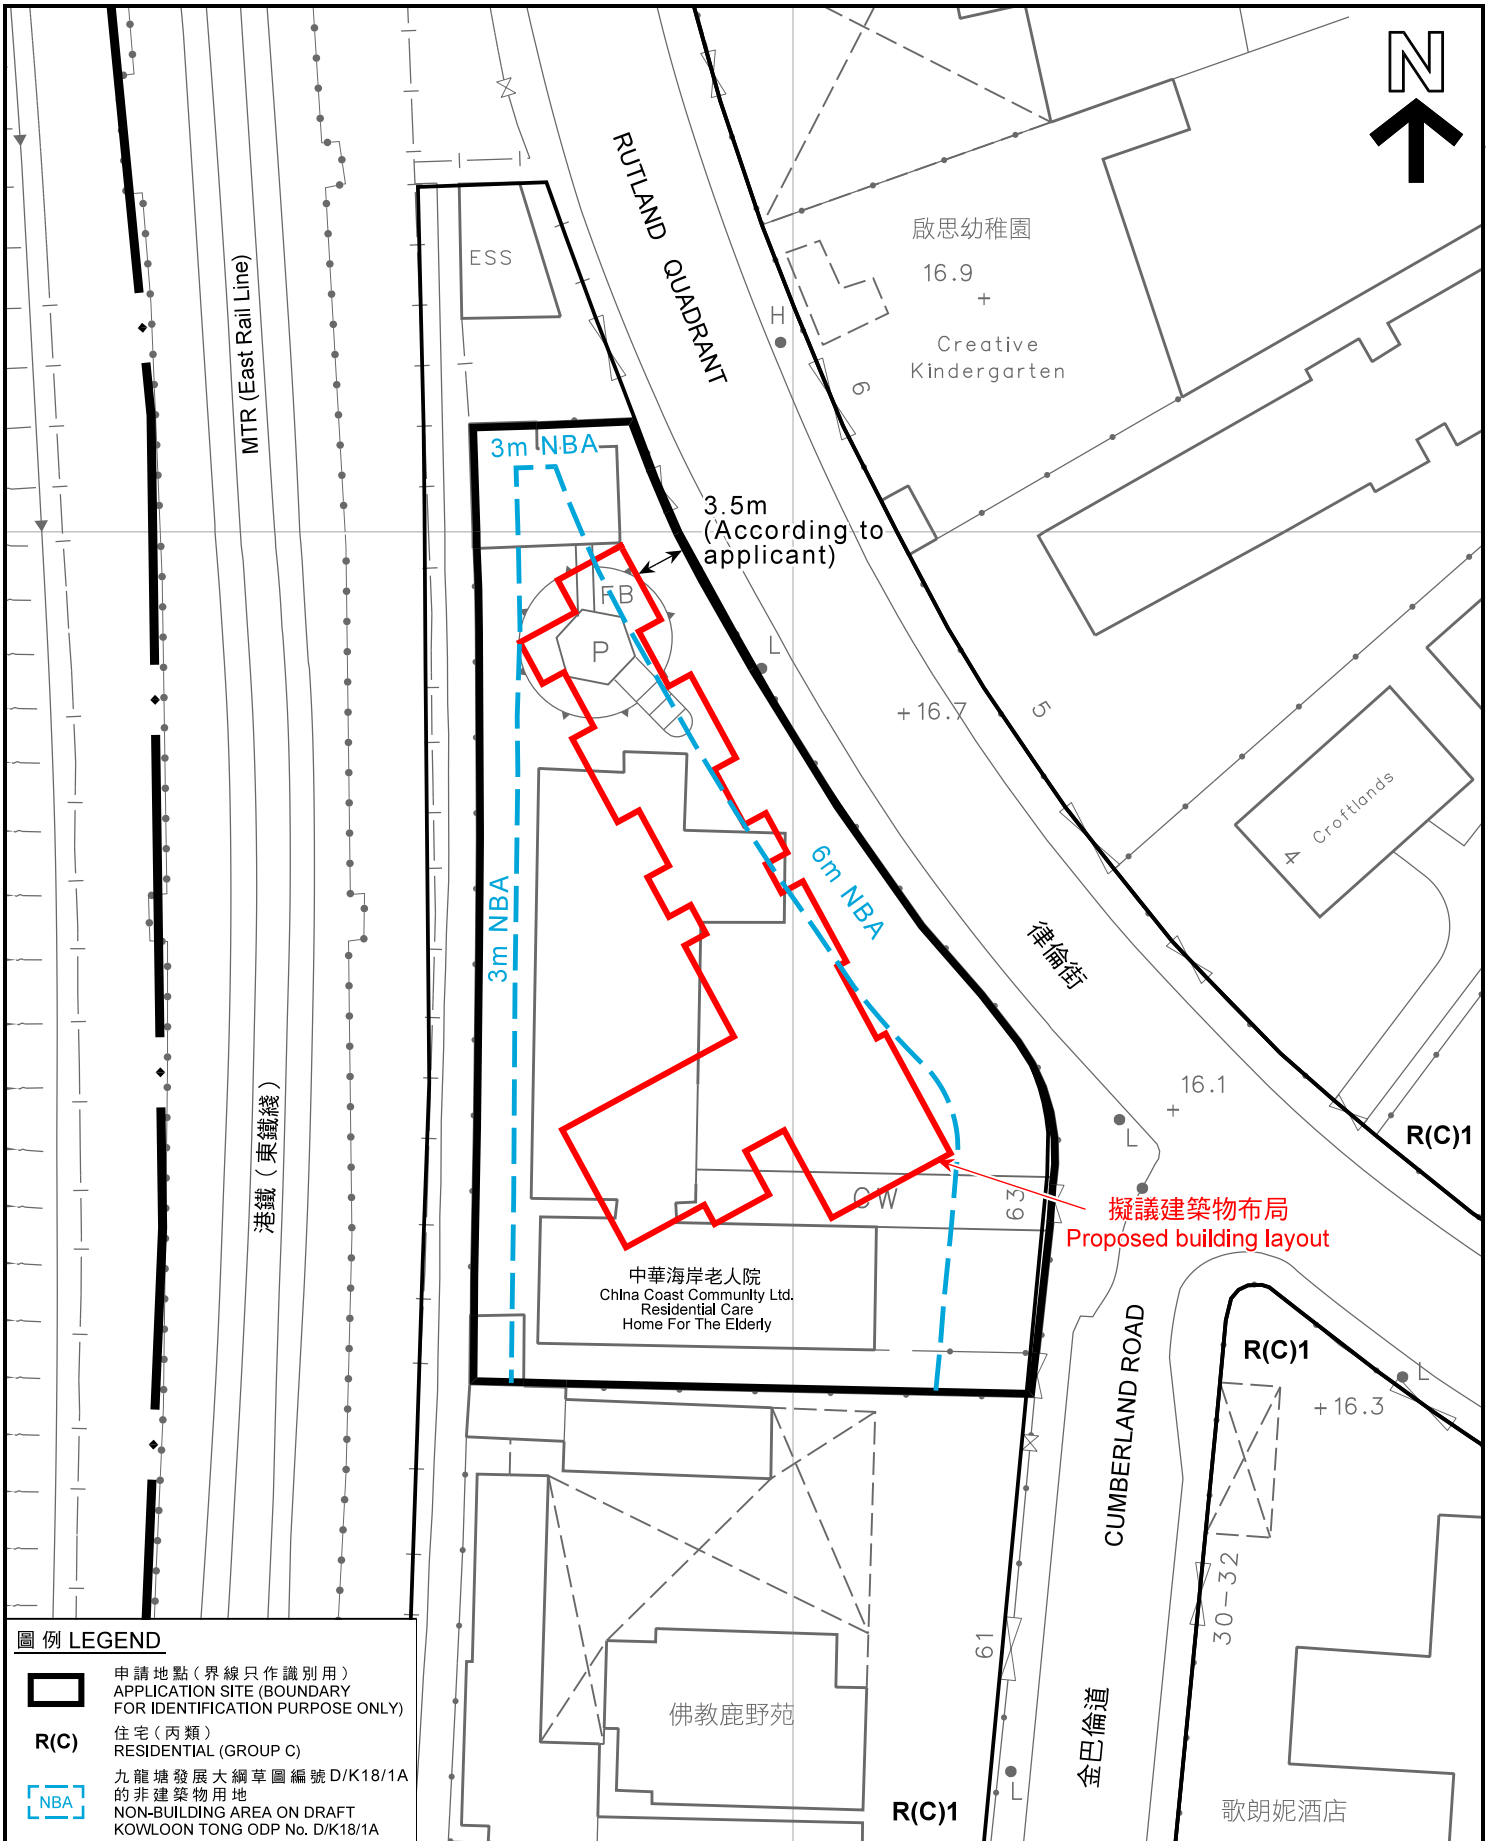 N
RUTLAND QUADRANT
ESS
MTR (East Rail Line)
啟思幼稚園
16.9
+
Creative
Kindergarten
H
6
3m NBA
3.5m
(According to
applicant)
FB
P
L
+16.7
5
Croftlands
4
6m NBA
3m NBA
律倫街
16.1
+
L
R(C)1
港鐵（東鐵綫）
CW
63
擬議建築物布局
Proposed building layout
中華海岸老人院
China Coast Community Ltd.
Residential Care
Home For The Elderly
CUMBERLAND ROAD
R(C)1
L
+16.3
30-32
61
佛教鹿野苑
金巴倫道
L
R(C)1
歌朗妮酒店
圖例 LEGEND
申請地點（界線只作識別用）
APPLICATION SITE (BOUNDARY
FOR IDENTIFICATION PURPOSE ONLY)
R(C)
住宅（丙類）
RESIDENTIAL (GROUP C)
NBA
九龍塘發展大綱草圖編號D/K18/1A
的非建築物用地
NON-BUILDING AREA ON DRAFT
KOWLOON TONG ODP No. D/K18/1A